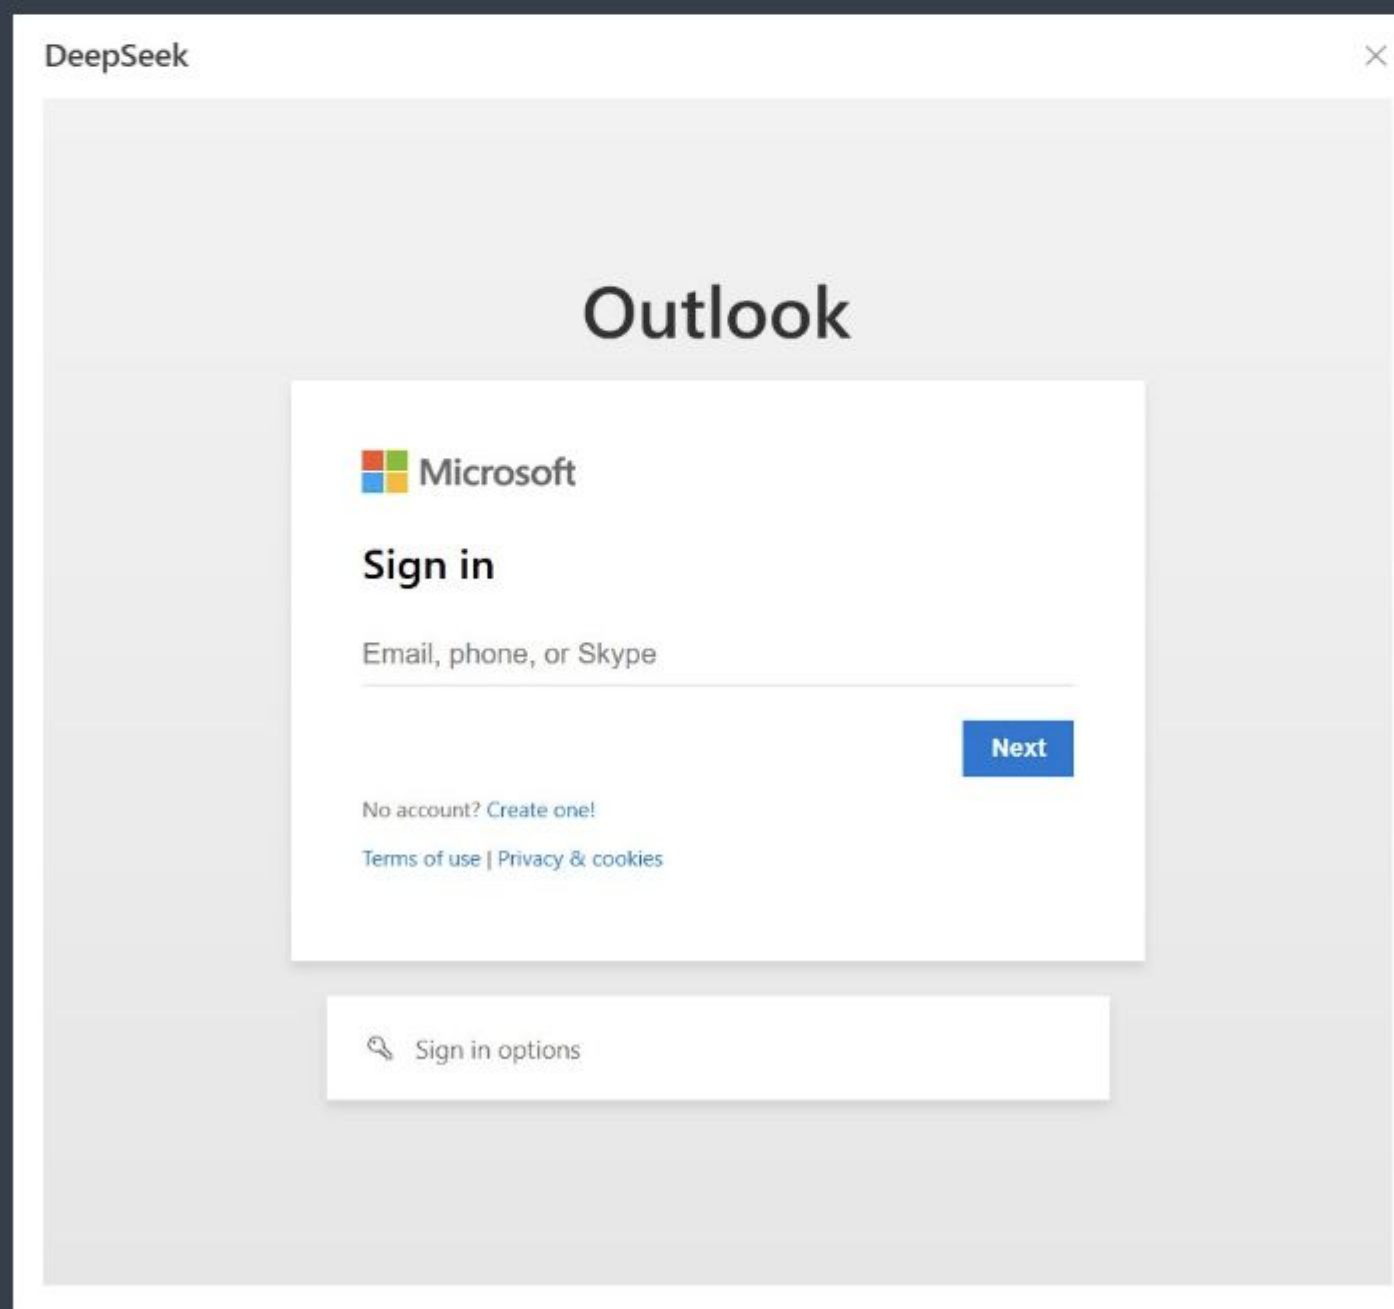 DeepSeek
Outlook
Microsoft
Sign in
Email, phone, or Skype
Next
No account? Create one!
Terms of use | Privacy & cookies
Sign in options